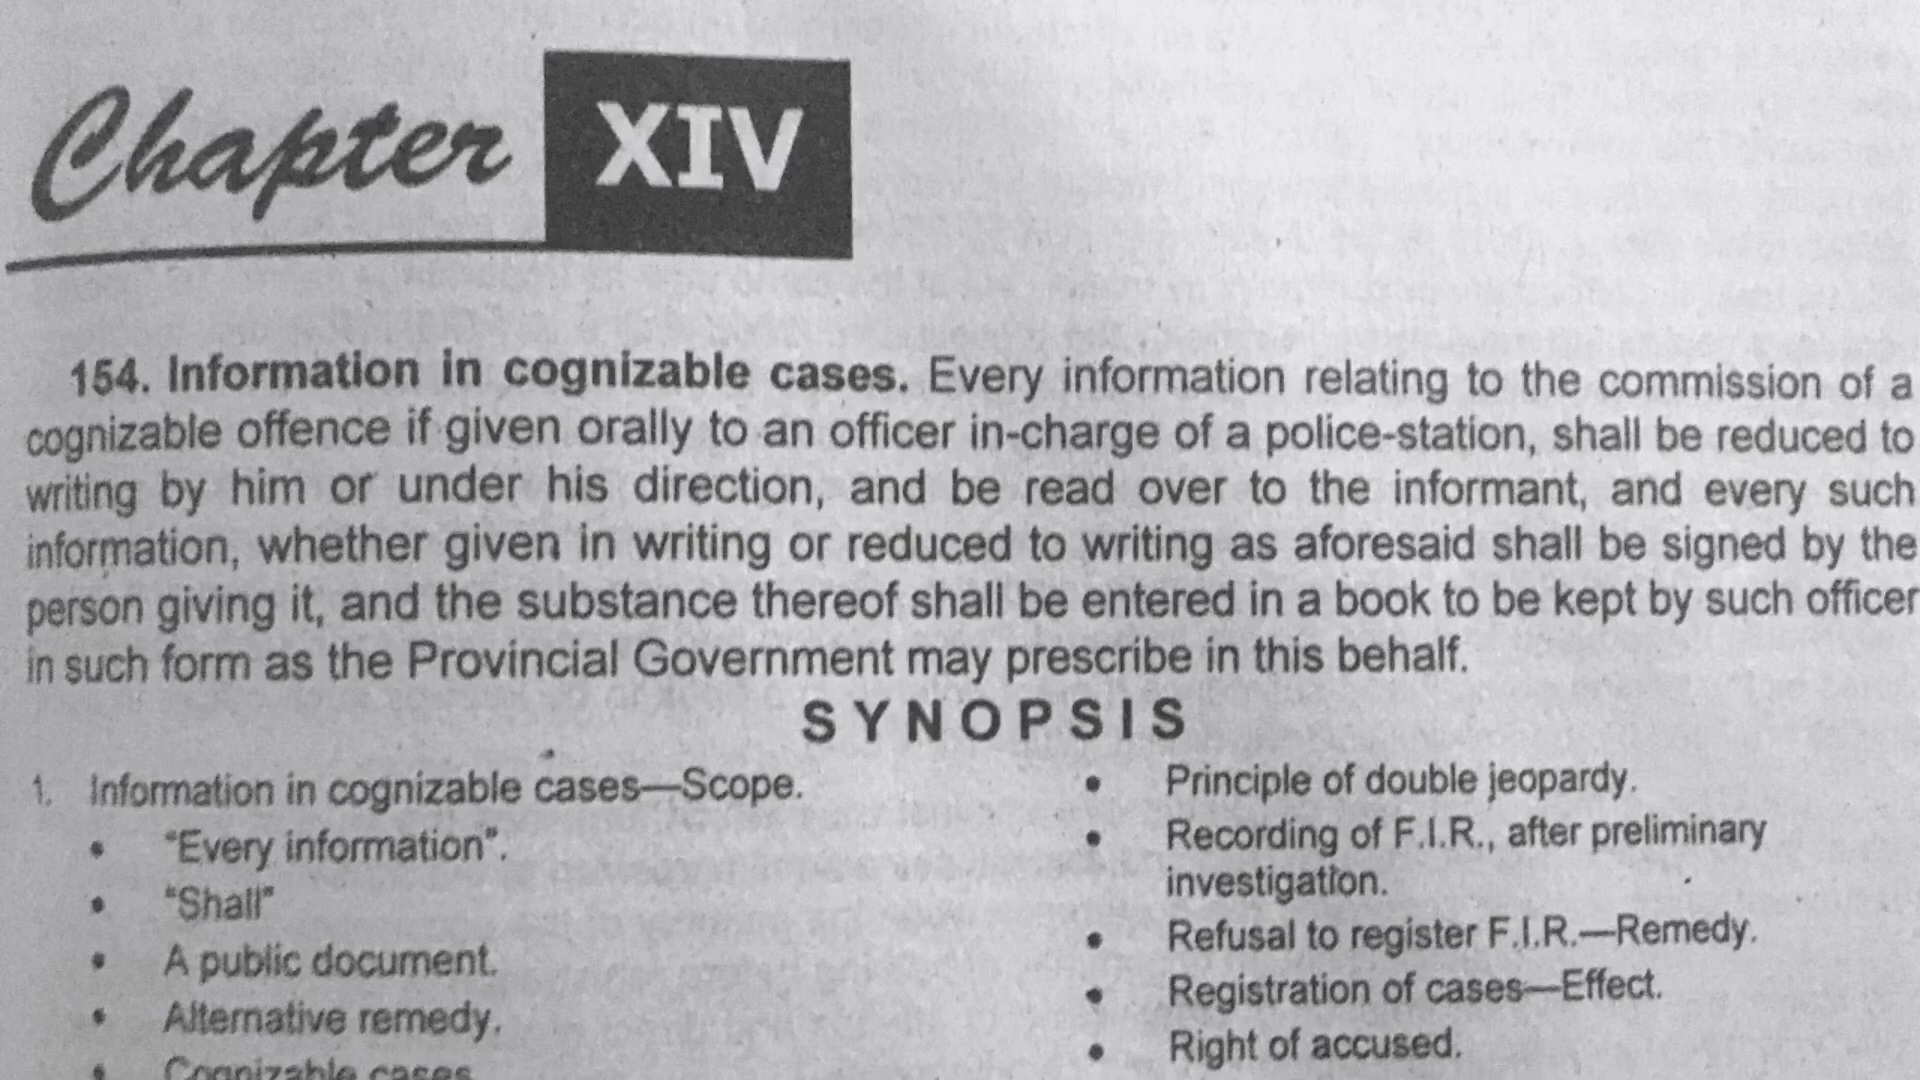 Chapter XIV
154. Information in cognizable cases. Every information relating to the commission of a
cognizable offence if given orally to an officer in-charge of a police-station, shall be reduced to
writing by him or under his direction, and be read over to the informant, and every such
information, whether given in writing or reduced to writing as aforesaid shall be signed by the
person giving it, and the substance thereof shall be entered in a book to be kept by such officer
in such form as the Provincial Government may prescribe in this behalf.
SYNOPSIS
1. Information in cognizable cases—Scope.
• "Every information".
• "Shall"
• A public document.
• Alternative remedy.
• Cognizable cases
• Principle of double jeopardy.
• Recording of F.I.R., after preliminary
investigation.
• Refusal to register F.I.R.—Remedy.
• Registration of cases—Effect.
• Right of accused.